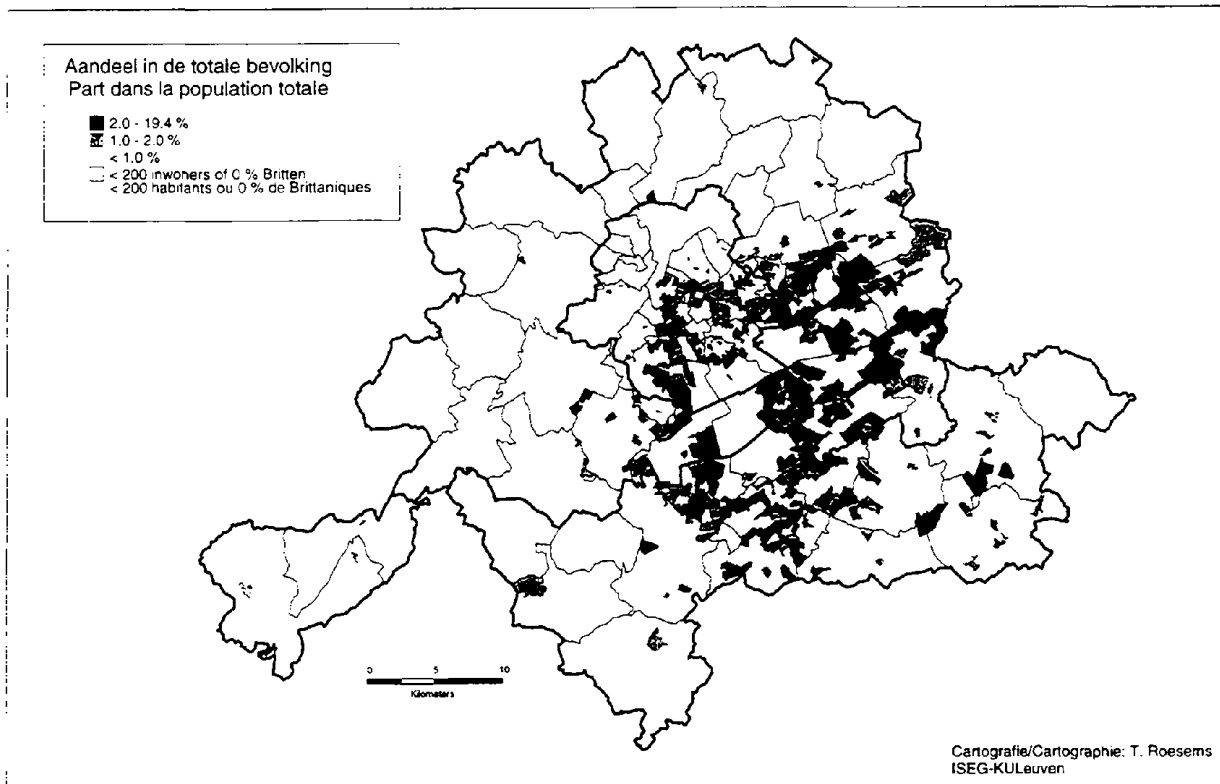 Aandeel in de totale bevolking
Part dans la population totale
2.0 - 19.4 %
1.0 - 2.0 %
< 1.0 %
< 200 inwoners of 0 % Britten
< 200 habitants ou 0 % de Brittaniques
0 5 10
Kilometers
Cartografie/Cartographie: T. Roesems
ISEG-KULeuven